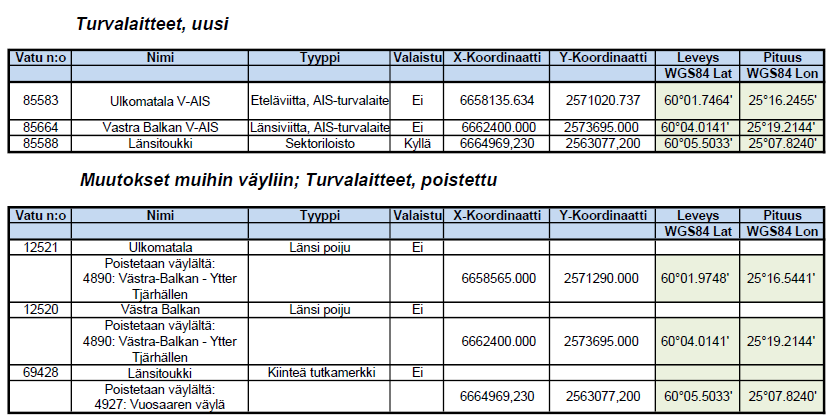 Turvalaitteet, uusi
Vatu n:o Nimi Tyyppi Valaistu X-Koordinaatti Y-Koordinaatti Leveys Pituus
WGS84 Lat WGS84 Lon
85583 Ulkomatala V-AIS Eteläviitta, AIS-turvalaite Ei 6658135.634 2571020.737 60°01.7464' 25°16.2455'
85664 Vastra Balkan V-AIS Länsiviitta, AIS-turvalaite Ei 6662400.000 2573695.000 60°04.0141' 25°19.2144'
85588 Länsitoukki Sektoriloisto Kyllä 6664969,230 2563077,200 60°05.5033' 25°07.8240'
Muutokset muihin väyliin; Turvalaitteet, poistettu
Vatu n:o Nimi Tyyppi Valaistu X-Koordinaatti Y-Koordinaatti Leveys Pituus
WGS84 Lat WGS84 Lon
12521 Ulkomatala Länsi poiju Ei
Poistetaan väylältä:
4890: Västra-Balkan - Ytter
Tjärhällen
6658565.000 2571290.000 60°01.9748' 25°16.5441'
12520 Västra Balkan Länsi poiju Ei
Poistetaan väylältä:
4890: Västra-Balkan - Ytter
Tjärhällen
6662400.000 2573695.000 60°04.0141' 25°19.2144'
69428 Länsitoukki Kiinteä tutkamerkki Ei
Poistetaan väylältä:
4927: Vuosaaren väylä
6664969,230 2563077,200 60°05.5033' 25°07.8240'